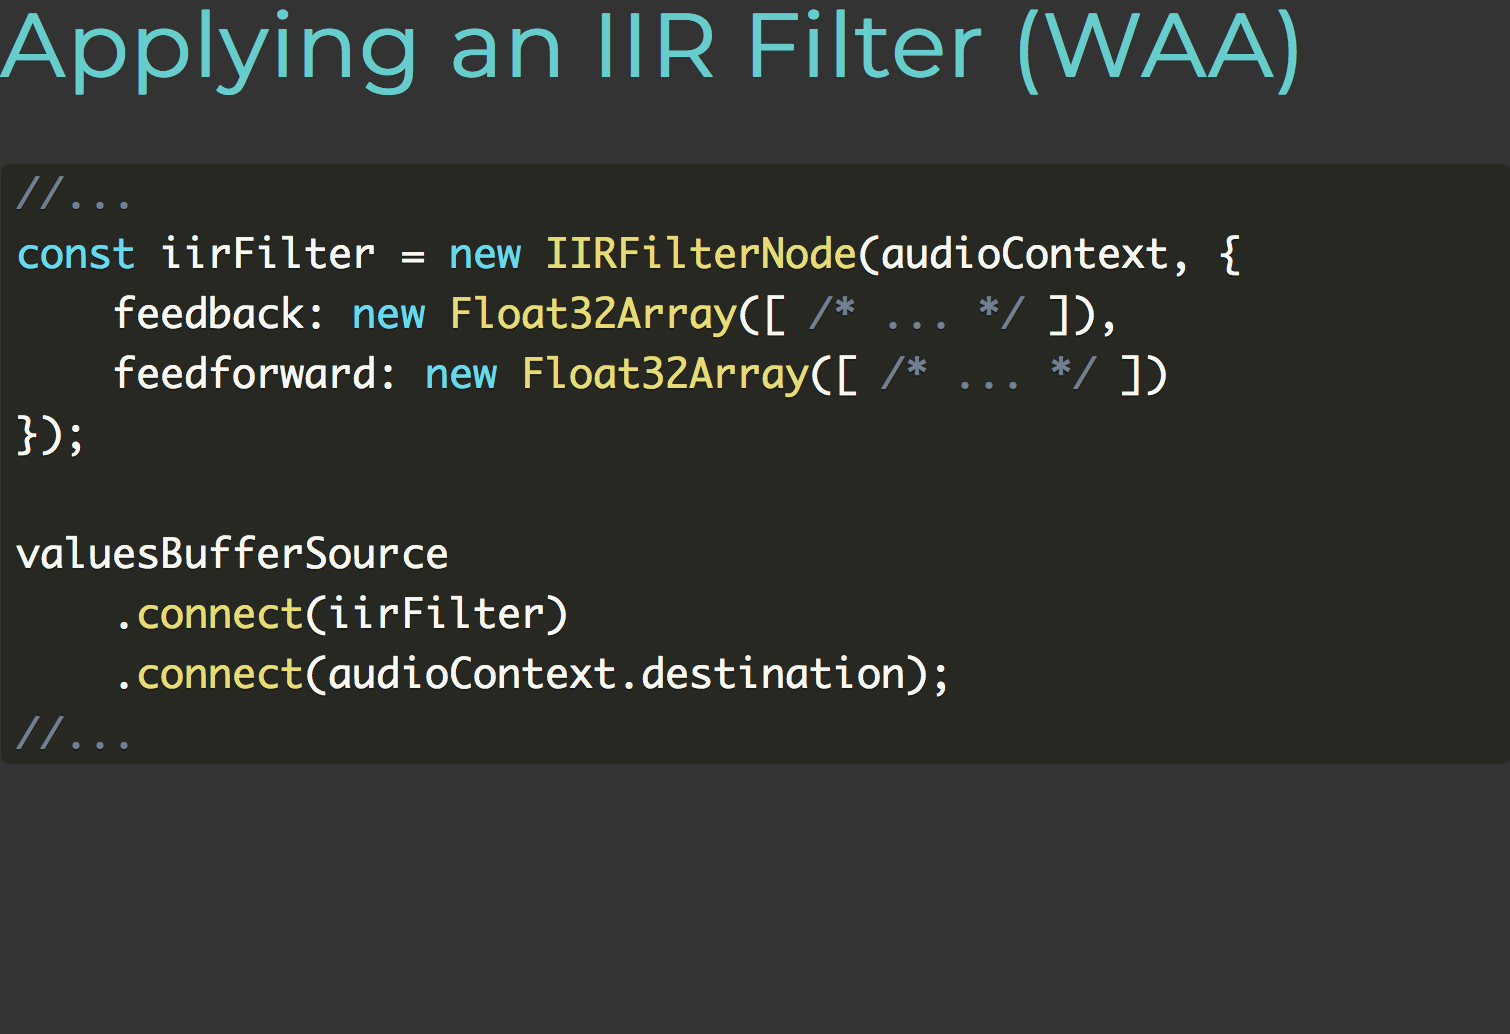 Applying an IIR Filter (WAA)
//...
const iirFilter = new IIRFilterNode(audioContext, {
    feedback: new Float32Array([ /* ... */ ]),
    feedforward: new Float32Array([ /* ... */ ])
});

valuesBufferSource
    .connect(iirFilter)
    .connect(audioContext.destination);
//...